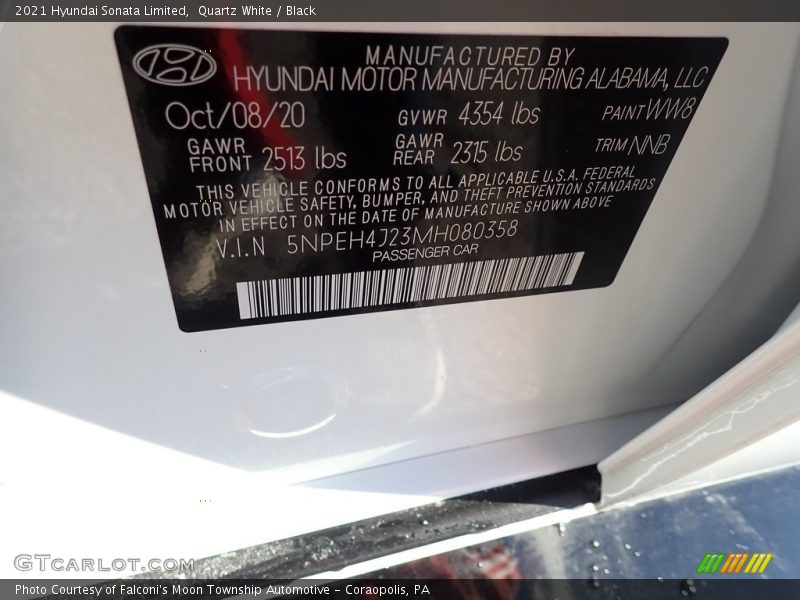 2021 Hyundai Sonata Limited, Quartz White / Black
MANUFACTURED BY
HYUNDAI MOTOR MANUFACTURING ALABAMA, LLC
Oct/08/20 GVWR 4354 lbs PAINT WW8
GAWR FRONT 2513 lbs GAWR REAR 2315 lbs TRIM NNB
THIS VEHICLE CONFORMS TO ALL APPLICABLE U.S.A. FEDERAL
MOTOR VEHICLE SAFETY, BUMPER, AND THEFT PREVENTION STANDARDS
IN EFFECT ON THE DATE OF MANUFACTURE SHOWN ABOVE
V.I.N 5NPEH4J23MH080358
PASSENGER CAR
GTcarlot.com
Photo Courtesy of Falconi's Moon Township Automotive - Coraopolis, PA